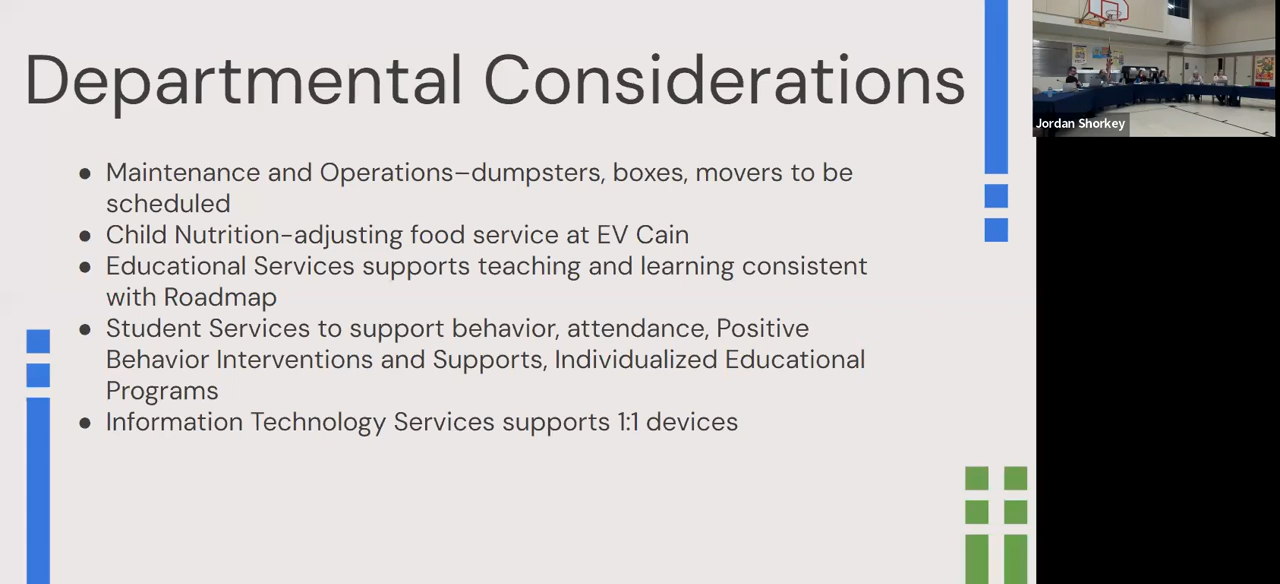 Departmental Considerations
● Maintenance and Operations–dumpsters, boxes, movers to be
scheduled
● Child Nutrition-adjusting food service at EV Cain
● Educational Services supports teaching and learning consistent
with Roadmap
● Student Services to support behavior, attendance, Positive
Behavior Interventions and Supports, Individualized Educational
Programs
● Information Technology Services supports 1:1 devices
Jordan Shorkey